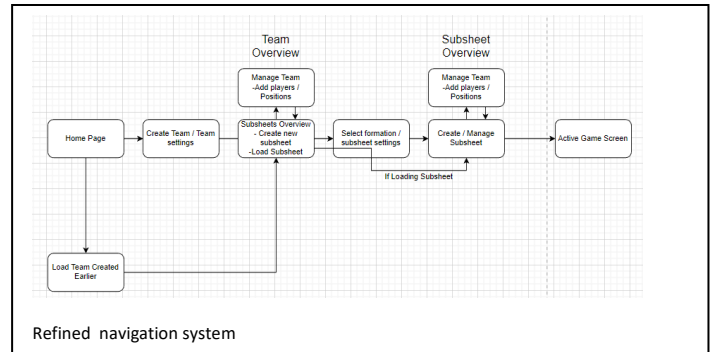 Team
Overview
Subsheet
Overview
Manage Team
-Add players /
Positions
Manage Team
-Add players /
Positions
Home Page
Create Team / Team
settings
Subsheets Overview
- Create new
subsheet
-Load Subsheet
Select formation /
subsheet settings
Create / Manage
Subsheet
Active Game Screen
If Loading Subsheet
Load Team Created
Earlier
Refined navigation system